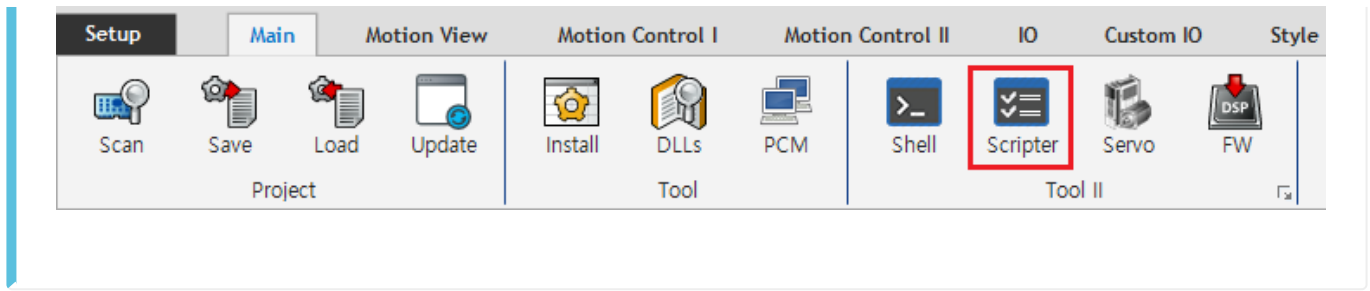 Setup Main Motion View Motion Control I Motion Control II IO Custom IO Style
Scan Save Load Update Install DLLs PCM Shell Scripter Servo DSP FW
Project Tool Tool II